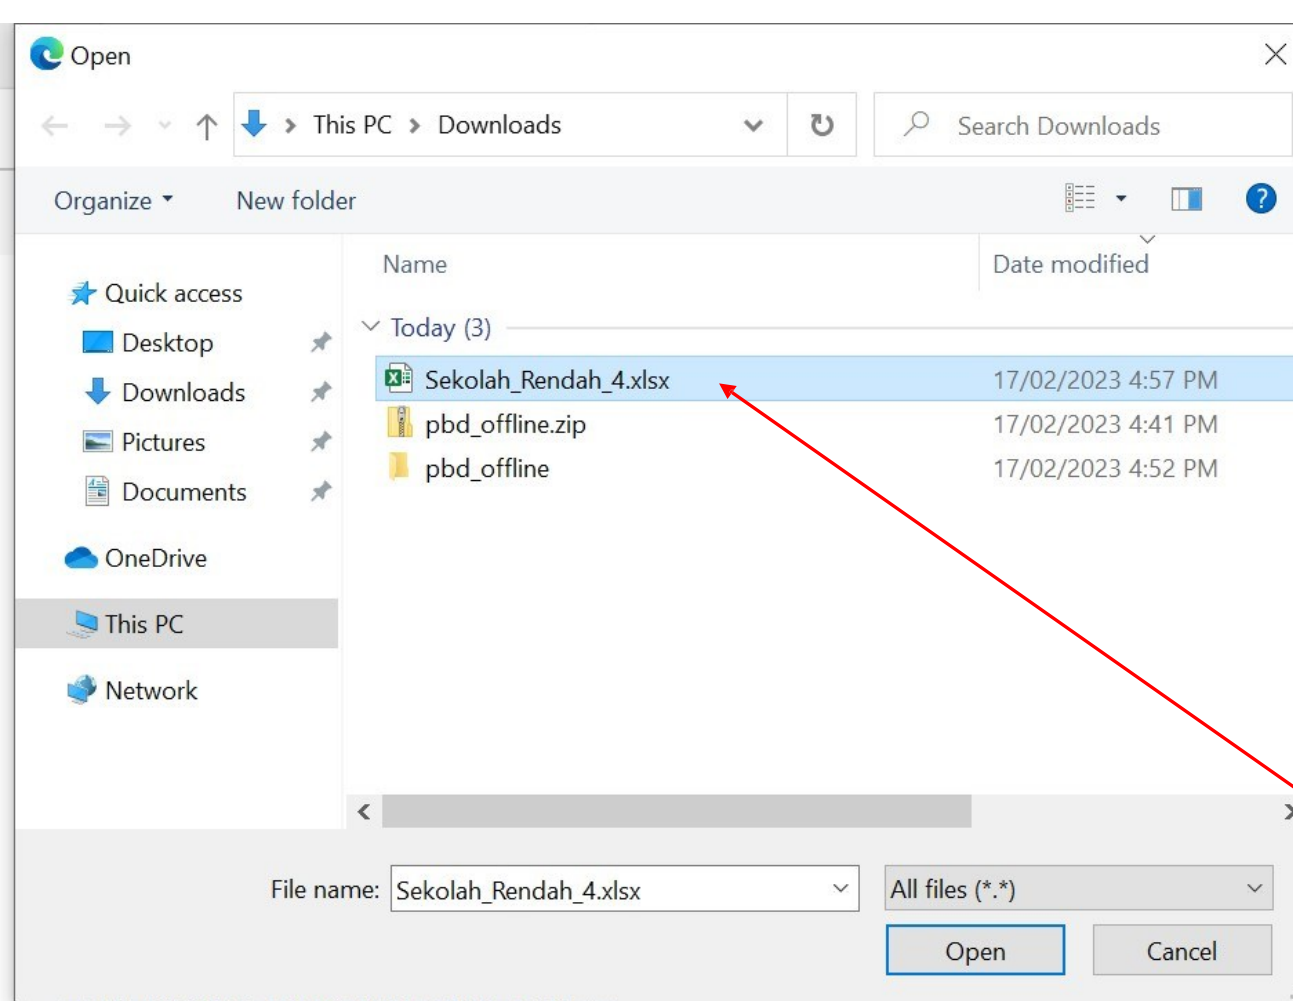 Open
This PC > Downloads
Search Downloads
Organize
New folder
Name
Date modified
Quick access
Desktop
Downloads
Pictures
Documents
OneDrive
This PC
Network
Today (3)
Sekolah_Rendah_4.xlsx 17/02/2023 4:57 PM
pbd_offline.zip 17/02/2023 4:41 PM
pbd_offline 17/02/2023 4:52 PM
File name: Sekolah_Rendah_4.xlsx
All files (*.*)
Open
Cancel